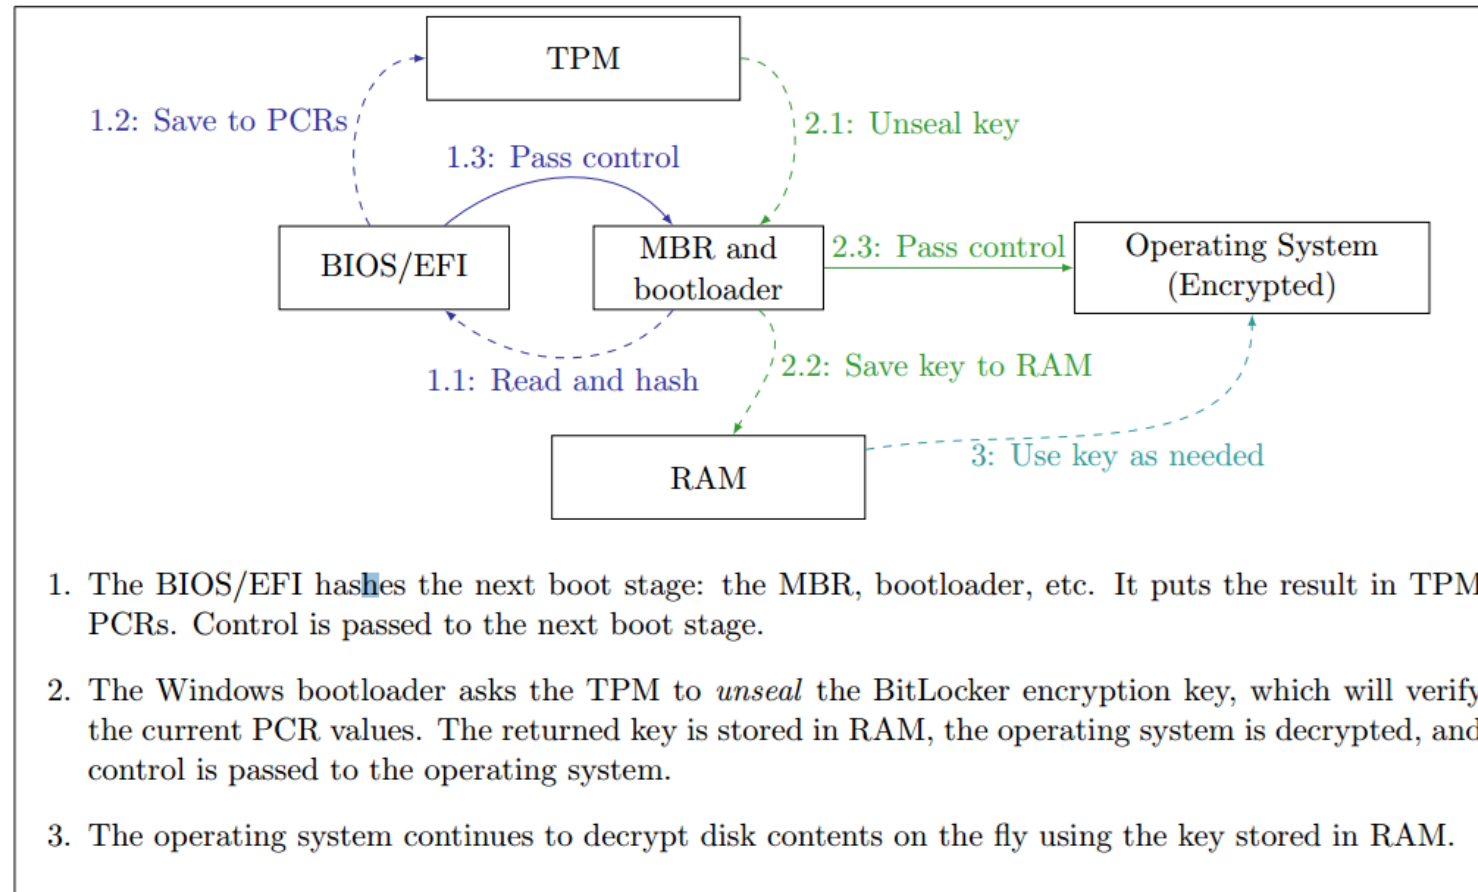 TPM
1.2: Save to PCRs
2.1: Unseal key
1.3: Pass control
BIOS/EFI
MBR and
bootloader
2.3: Pass control
Operating System
(Encrypted)
1.1: Read and hash
2.2: Save key to RAM
RAM
3: Use key as needed
1. The BIOS/EFI hashes the next boot stage: the MBR, bootloader, etc. It puts the result in TPM
PCRs. Control is passed to the next boot stage.
2. The Windows bootloader asks the TPM to unseal the BitLocker encryption key, which will verify
the current PCR values. The returned key is stored in RAM, the operating system is decrypted, and
control is passed to the operating system.
3. The operating system continues to decrypt disk contents on the fly using the key stored in RAM.